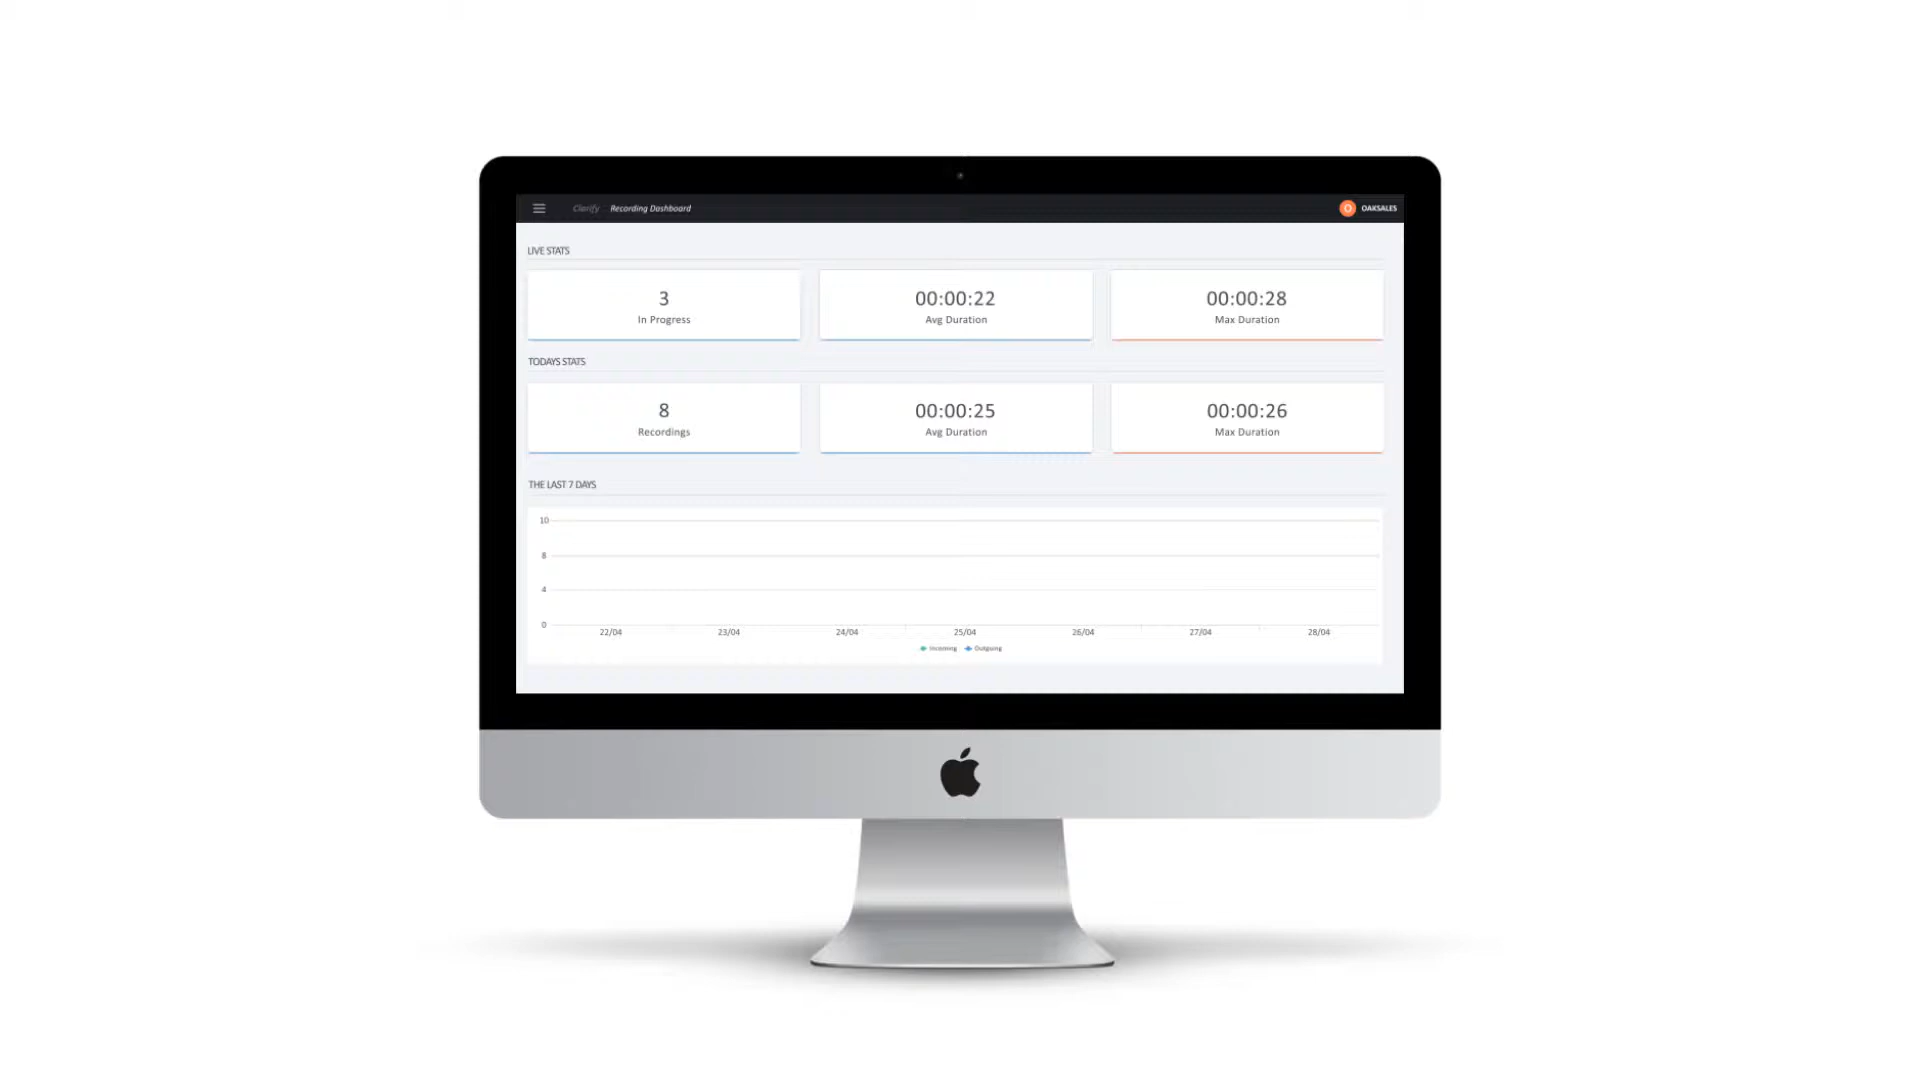 Clarify Recording Dashboard
O OAKSALES
LIVE STATS
3
In Progress
00:00:22
Avg Duration
00:00:28
Max Duration
TODAYS STATS
8
Recordings
00:00:25
Avg Duration
00:00:26
Max Duration
THE LAST 7 DAYS
10
8
4
0
22/04 23/04 24/04 25/04 26/04 27/04 28/04
Incoming Outgoing